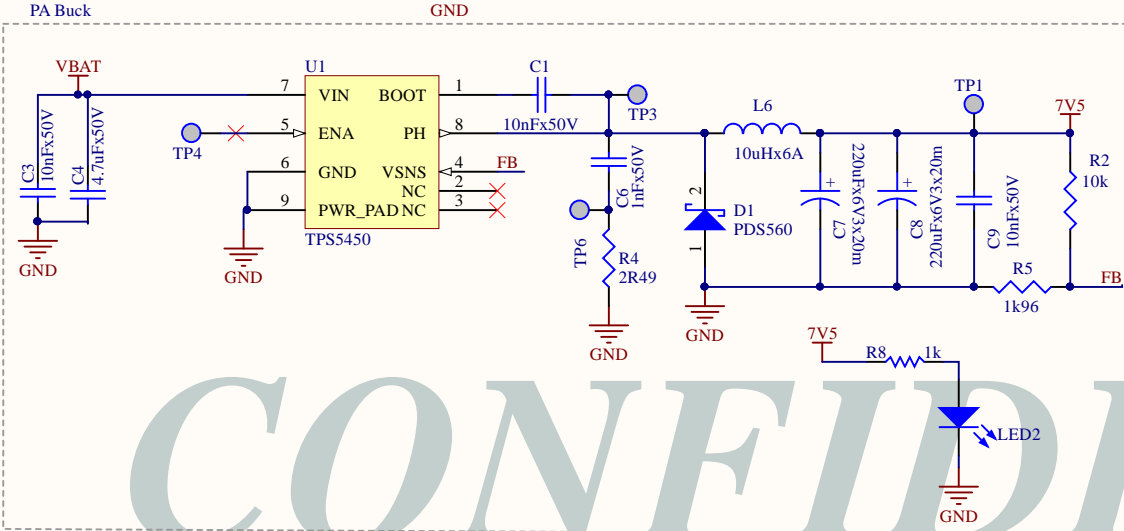 PA Buck
GND
VBAT
U1
C1
TP1
7 VIN BOOT 1
TP3
L6
7V5
5 ENA PH 8
10nFx50V
TP4
10uHx6A
C3
10nFx50V
C4
4.7uFx50V
6 GND VSNS 4
FB
NC 2
9 PWR_PAD NC 3
TPS5450
C6
1nFx50V
TP6
R4
2R49
2
D1
PDS560
1
+
C7
220uFx6V3x20m
+
C8
220uFx6V3x20m
C9
10nFx50V
R2
10k
R5
1k96
FB
GND
GND
GND
GND
7V5
R8 1k
LED2
GND
CONFID